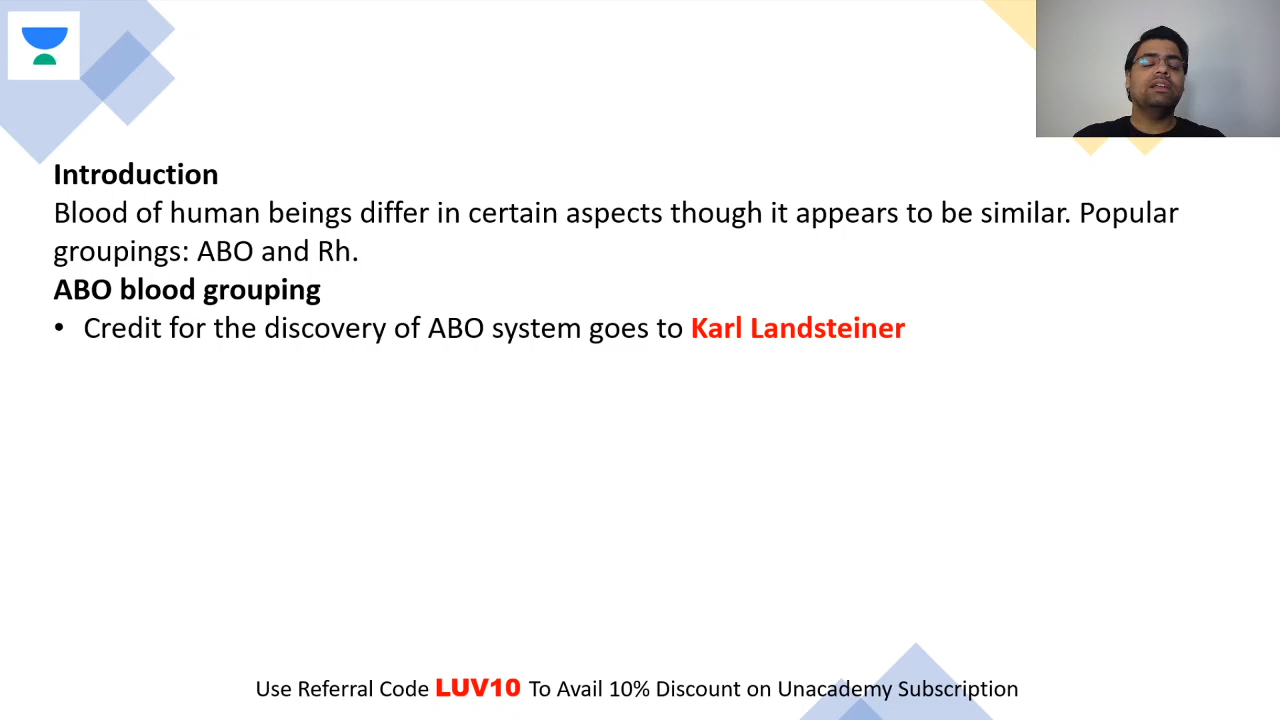 Introduction
Blood of human beings differ in certain aspects though it appears to be similar. Popular
groupings: ABO and Rh.
ABO blood grouping
• Credit for the discovery of ABO system goes to Karl Landsteiner
Use Referral Code LUV10 To Avail 10% Discount on Unacademy Subscription